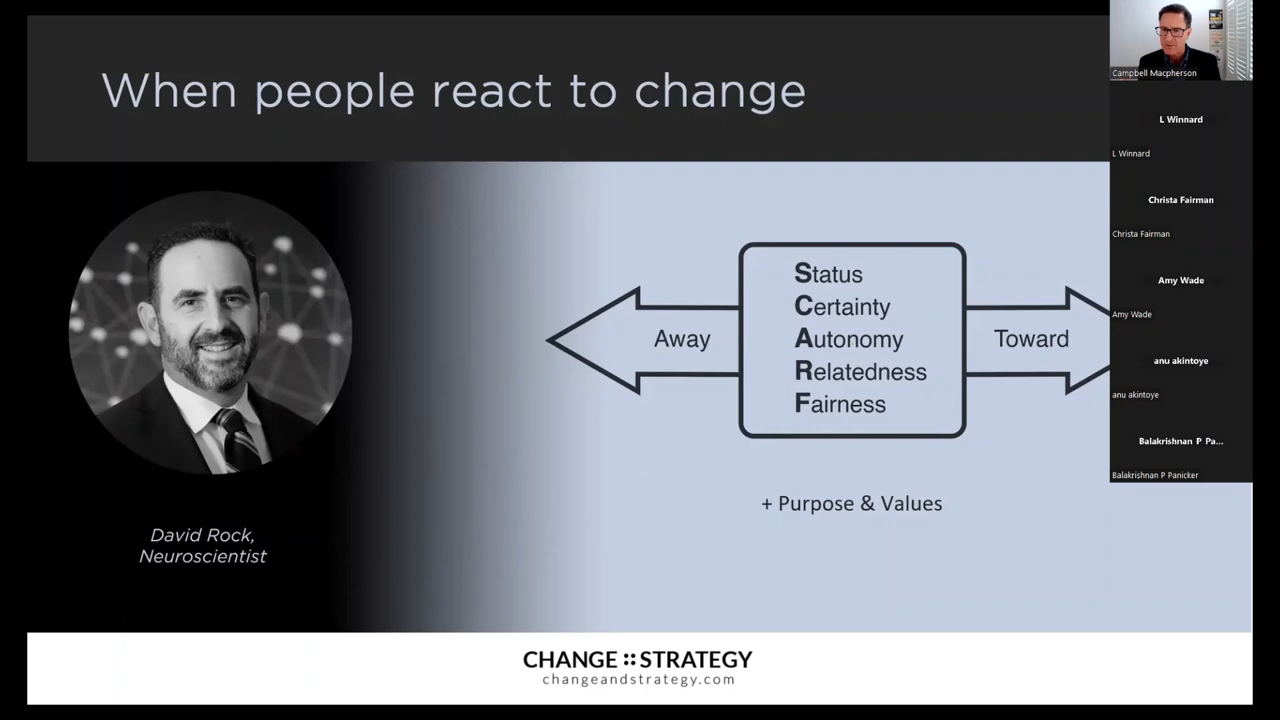 When people react to change
Away
Status
Certainty
Autonomy
Relatedness
Fairness
Toward
+ Purpose & Values
David Rock,
Neuroscientist
CHANGE :: STRATEGY
changeandstrategy.com
Campbell Macpherson
L Winnard
L Winnard
Christa Fairman
Christa Fairman
Amy Wade
Amy Wade
anu akintoye
anu akintoye
Balakrishnan P Pa...
Balakrishnan P Panicker